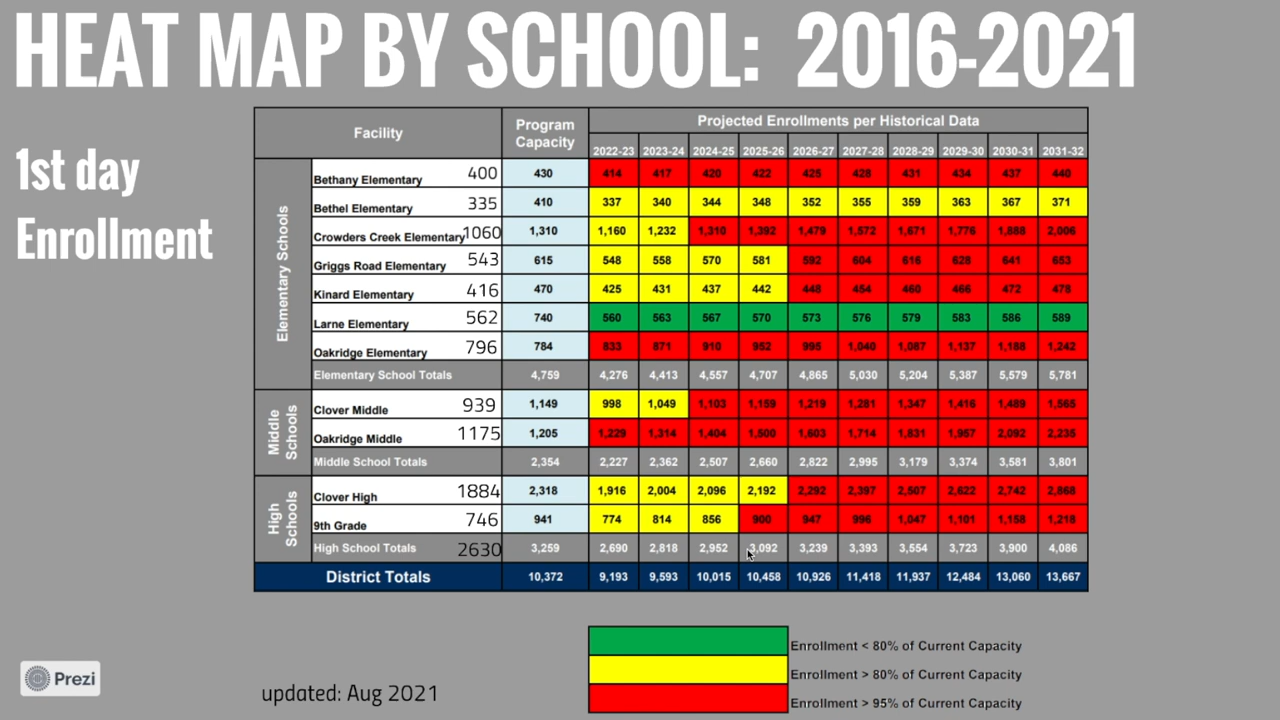 HEAT MAP BY SCHOOL: 2016-2021
1st day
Enrollment
Facility Program Capacity Projected Enrollments per Historical Data
2022-23 2023-24 2024-25 2025-26 2026-27 2027-28 2028-29 2029-30 2030-31 2031-32
Elementary Schools
Bethany Elementary 400 430 414 417 420 422 425 428 431 434 437 440
Bethel Elementary 335 410 337 340 344 348 352 355 359 363 367 371
Crowders Creek Elementary 1060 1,310 1,160 1,232 1,310 1,392 1,479 1,572 1,671 1,776 1,888 2,006
Griggs Road Elementary 543 615 548 558 570 581 592 604 616 628 641 653
Kinard Elementary 416 470 425 431 437 442 448 454 460 466 472 478
Larne Elementary 562 740 560 563 567 570 573 576 579 583 586 589
Oakridge Elementary 796 784 833 871 910 952 995 1,040 1,087 1,137 1,188 1,242
Elementary School Totals 4,759 4,276 4,413 4,557 4,707 4,865 5,030 5,204 5,387 5,579 5,781
Middle Schools
Clover Middle 939 1,149 998 1,049 1,103 1,159 1,219 1,281 1,347 1,416 1,489 1,565
Oakridge Middle 1175 1,205 1,229 1,314 1,404 1,500 1,603 1,714 1,831 1,957 2,092 2,235
Middle School Totals 2,354 2,227 2,362 2,507 2,660 2,822 2,995 3,179 3,374 3,581 3,801
High Schools
Clover High 1884 2,318 1,916 2,004 2,096 2,192 2,292 2,397 2,507 2,622 2,742 2,868
9th Grade 746 941 774 814 856 900 947 996 1,047 1,101 1,158 1,218
High School Totals 2630 3,259 2,690 2,818 2,952 3,092 3,239 3,393 3,554 3,723 3,900 4,086
District Totals 10,372 9,193 9,593 10,015 10,458 10,926 11,418 11,937 12,484 13,060 13,667
Enrollment < 80% of Current Capacity
Enrollment > 80% of Current Capacity
Enrollment > 95% of Current Capacity
Prezi
updated: Aug 2021